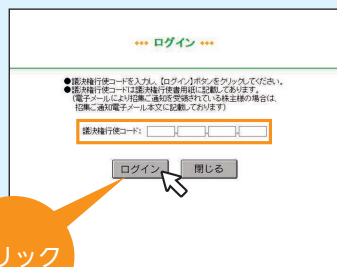 *** ログイン ***
●議決権行使コードを入力し、【ログイン】ボタンをクリックしてください。
●議決権行使コードは議決権行使書用紙に記載してあります。
(電子メールにより招集ご通知を受領されている株主様の場合は、
招集ご通知電子メール本文に記載しております)
議決権行使コード: - - -
ログイン 閉じる
リック